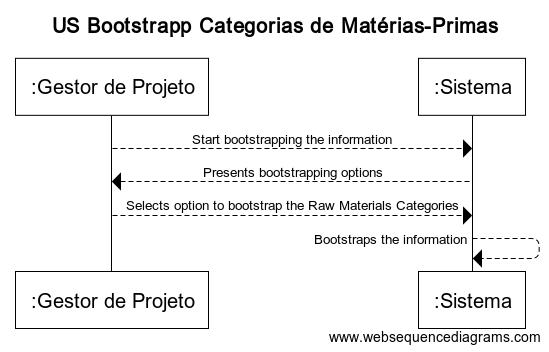 US Bootstrapp Categorias de Matérias-Primas
:Gestor de Projeto
:Sistema
Start bootstrapping the information
Presents bootstrapping options
Selects option to bootstrap the Raw Materials Categories
Bootstraps the information
:Gestor de Projeto
:Sistema
www.websequencediagrams.com